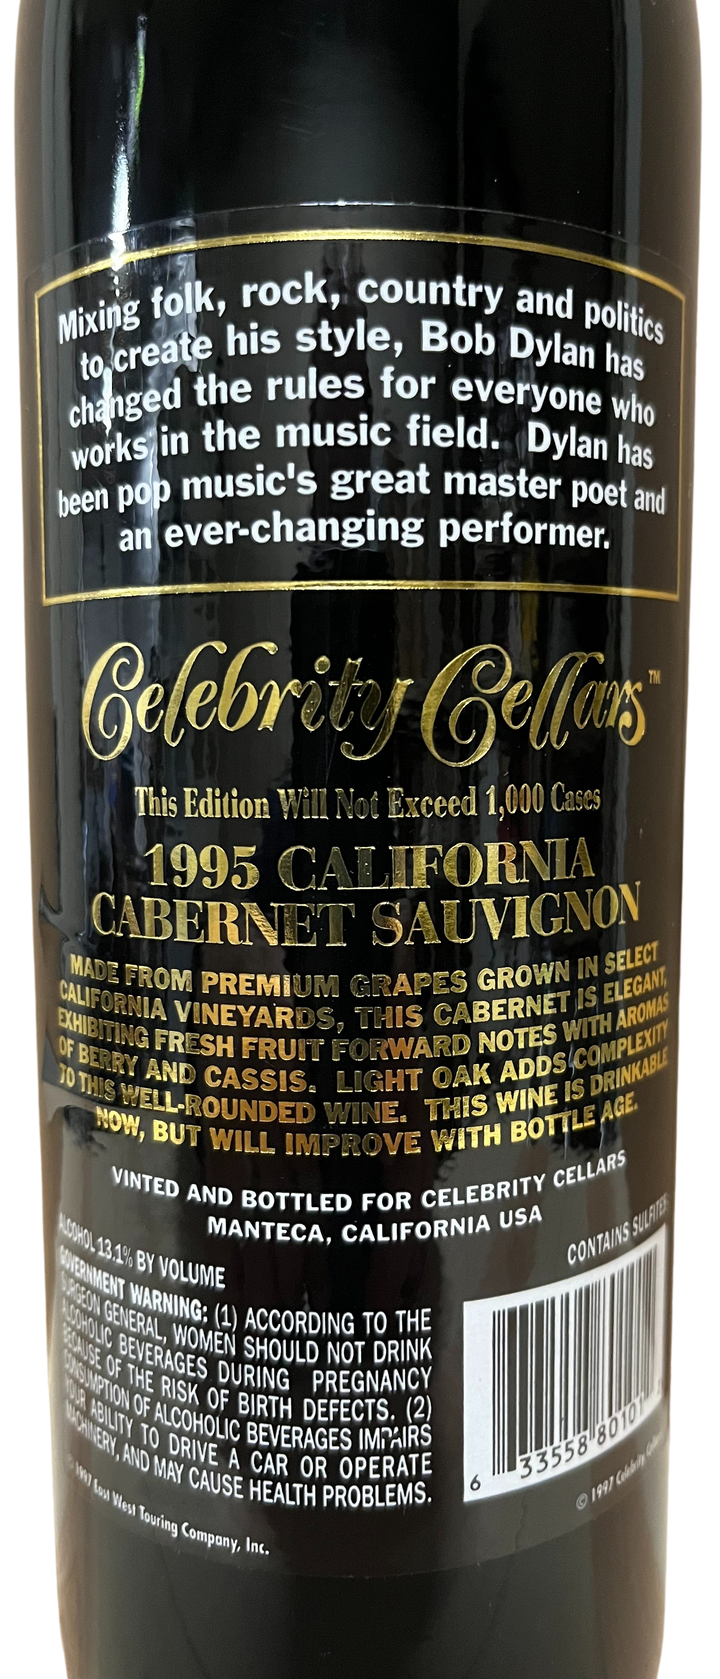 Mixing folk, rock, country and politics
to create his style, Bob Dylan has
changed the rules for everyone who
works in the music field. Dylan has
been pop music's great master poet and
an ever-changing performer.
Celebrity Cellars™
This Edition Will Not Exceed 1,000 Cases
1995 CALIFORNIA
CABERNET SAUVIGNON
MADE FROM PREMIUM GRAPES GROWN IN SELECT
CALIFORNIA VINEYARDS, THIS CABERNET IS ELEGANT,
EXHIBITING FRESH FRUIT FORWARD NOTES WITH AROMAS
OF BERRY AND CASSIS. LIGHT OAK ADDS COMPLEXITY
TO THIS WELL-ROUNDED WINE. THIS WINE IS DRINKABLE
NOW, BUT WILL IMPROVE WITH BOTTLE AGE.
VINTED AND BOTTLED FOR CELEBRITY CELLARS
MANTECA, CALIFORNIA USA
ALCOHOL 13.1% BY VOLUME
CONTAINS SULFITES
GOVERNMENT WARNING: (1) ACCORDING TO THE
SURGEON GENERAL, WOMEN SHOULD NOT DRINK
ALCOHOLIC BEVERAGES DURING PREGNANCY
BECAUSE OF THE RISK OF BIRTH DEFECTS. (2)
CONSUMPTION OF ALCOHOLIC BEVERAGES IMPAIRS
YOUR ABILITY TO DRIVE A CAR OR OPERATE
MACHINERY, AND MAY CAUSE HEALTH PROBLEMS.
6 33558 80101
© 1997 East West Touring Company, Inc.
© 1997 Celebrity